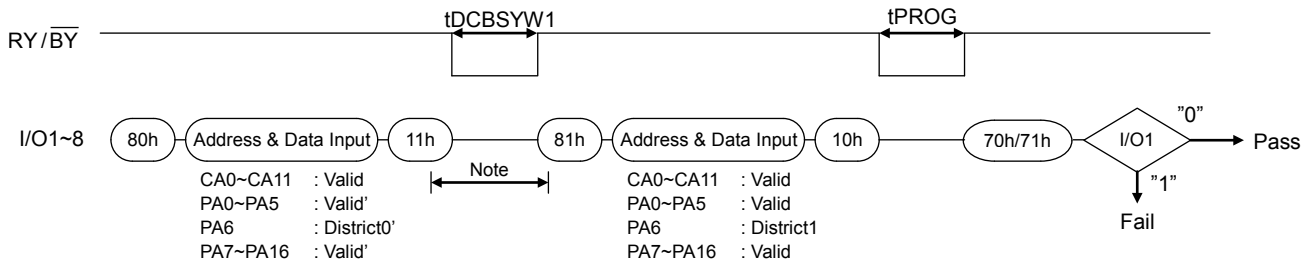 tDCBSYW1 tPROG
RY/BY
I/O1~8 80h Address & Data Input 11h 81h Address & Data Input 10h 70h/71h I/O1 ”0” Pass
Note
”1”
Fail
CA0~CA11 : Valid
PA0~PA5 : Valid’
PA6 : District0’
PA7~PA16 : Valid’
CA0~CA11 : Valid
PA0~PA5 : Valid
PA6 : District1
PA7~PA16 : Valid